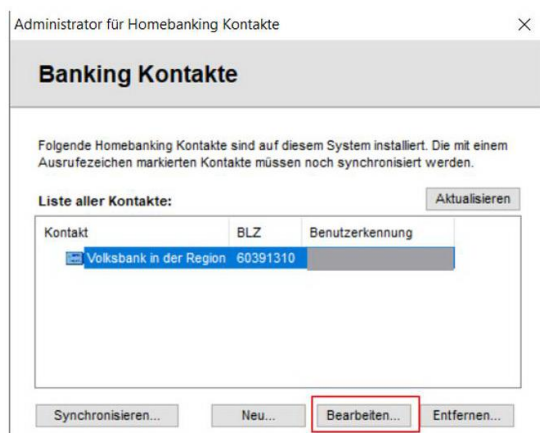 Administrator für Homebanking Kontakte
Banking Kontakte
Folgende Homebanking Kontakte sind auf diesem System installiert. Die mit einem
Ausrufezeichen markierten Kontakte müssen noch synchronisiert werden.
Liste aller Kontakte:
Aktualisieren
Kontakt BLZ Benutzerkennung
Volksbank in der Region 60391310
Synchronisieren... Neu... Bearbeiten... Entfernen...